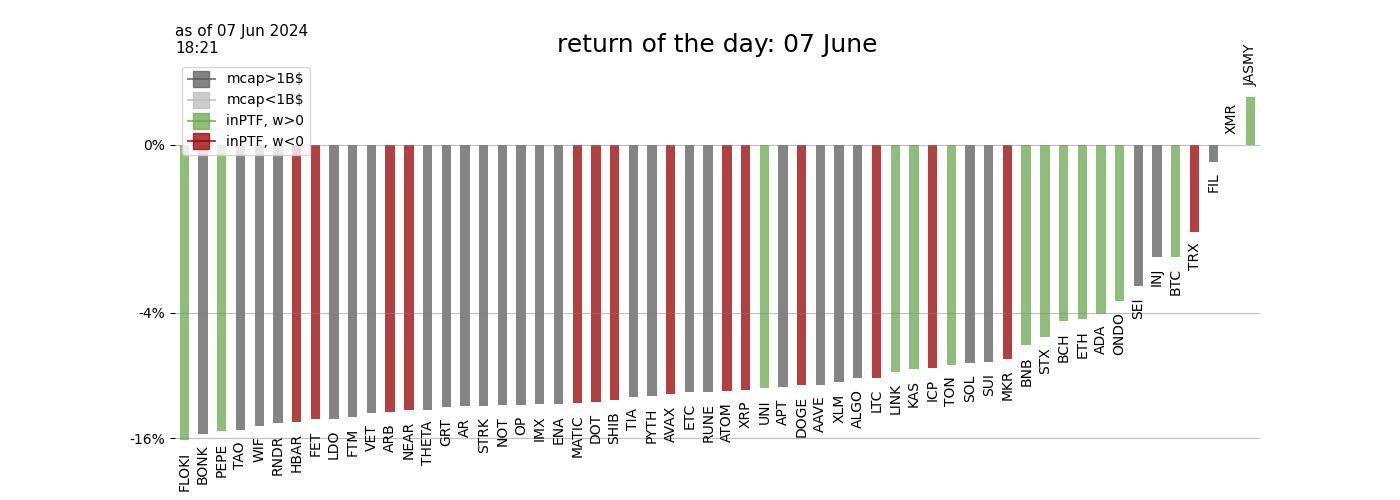 as of 07 Jun 2024
18:21
return of the day: 07 June
mcap>1B$
mcap<1B$
inPTF, w>0
inPTF, w<0
0%
-4%
-16%
FLOKI
BONK
PEPE
TAO
WIF
RNDR
HBAR
FET
LDO
FTM
VET
ARB
NEAR
THETA
GRT
AR
STRK
NOT
OP
IMX
ENA
MATIC
DOT
SHIB
TIA
PYTH
AVAX
ETC
RUNE
ATOM
XRP
UNI
APT
DOGE
AAVE
XLM
ALGO
LTC
LINK
KAS
ICP
TON
SOL
SUI
MKR
BNB
STX
BCH
ETH
ADA
ONDO
SEI
INJ
BTC
TRX
FIL
XMR
JASMY